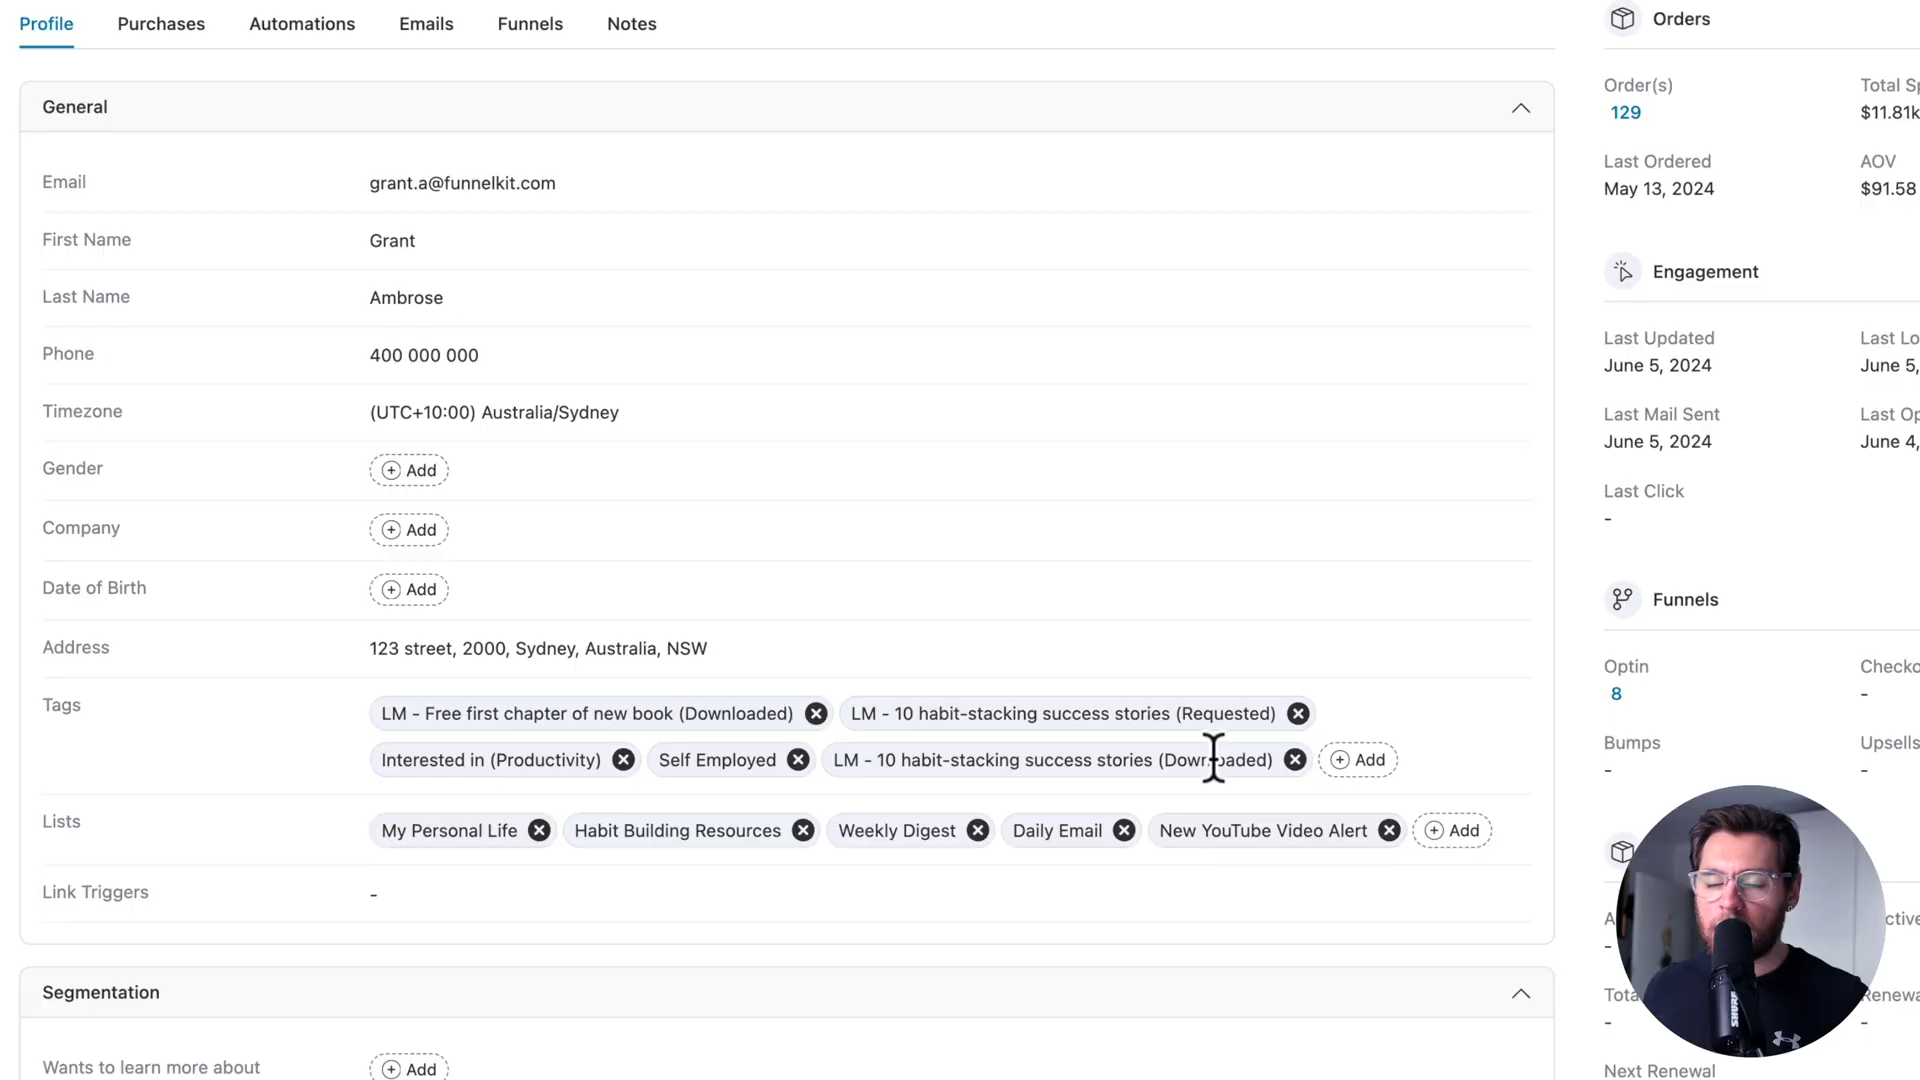 Profile Purchases Automations Emails Funnels Notes
General
Email grant.a@funnelkit.com
First Name Grant
Last Name Ambrose
Phone 400 000 000
Timezone (UTC+10:00) Australia/Sydney
Gender Add
Company Add
Date of Birth Add
Address 123 street, 2000, Sydney, Australia, NSW
Tags LM - Free first chapter of new book (Downloaded) LM - 10 habit-stacking success stories (Requested)
Interested in (Productivity) Self Employed LM - 10 habit-stacking success stories (Downloaded) Add
Lists My Personal Life Habit Building Resources Weekly Digest Daily Email New YouTube Video Alert Add
Link Triggers -
Segmentation
Wants to learn more about Add
Orders
Order(s) Total Sp
129 $11.81k
Last Ordered AOV
May 13, 2024 $91.58
Engagement
Last Updated Last Lo
June 5, 2024 June 5,
Last Mail Sent Last Op
June 5, 2024 June 4,
Last Click
-
Funnels
Optin Checko
8 -
Bumps Upsells
- -
A ctive
- -
Tota Renewa
- -
Next Renewal
SHURE